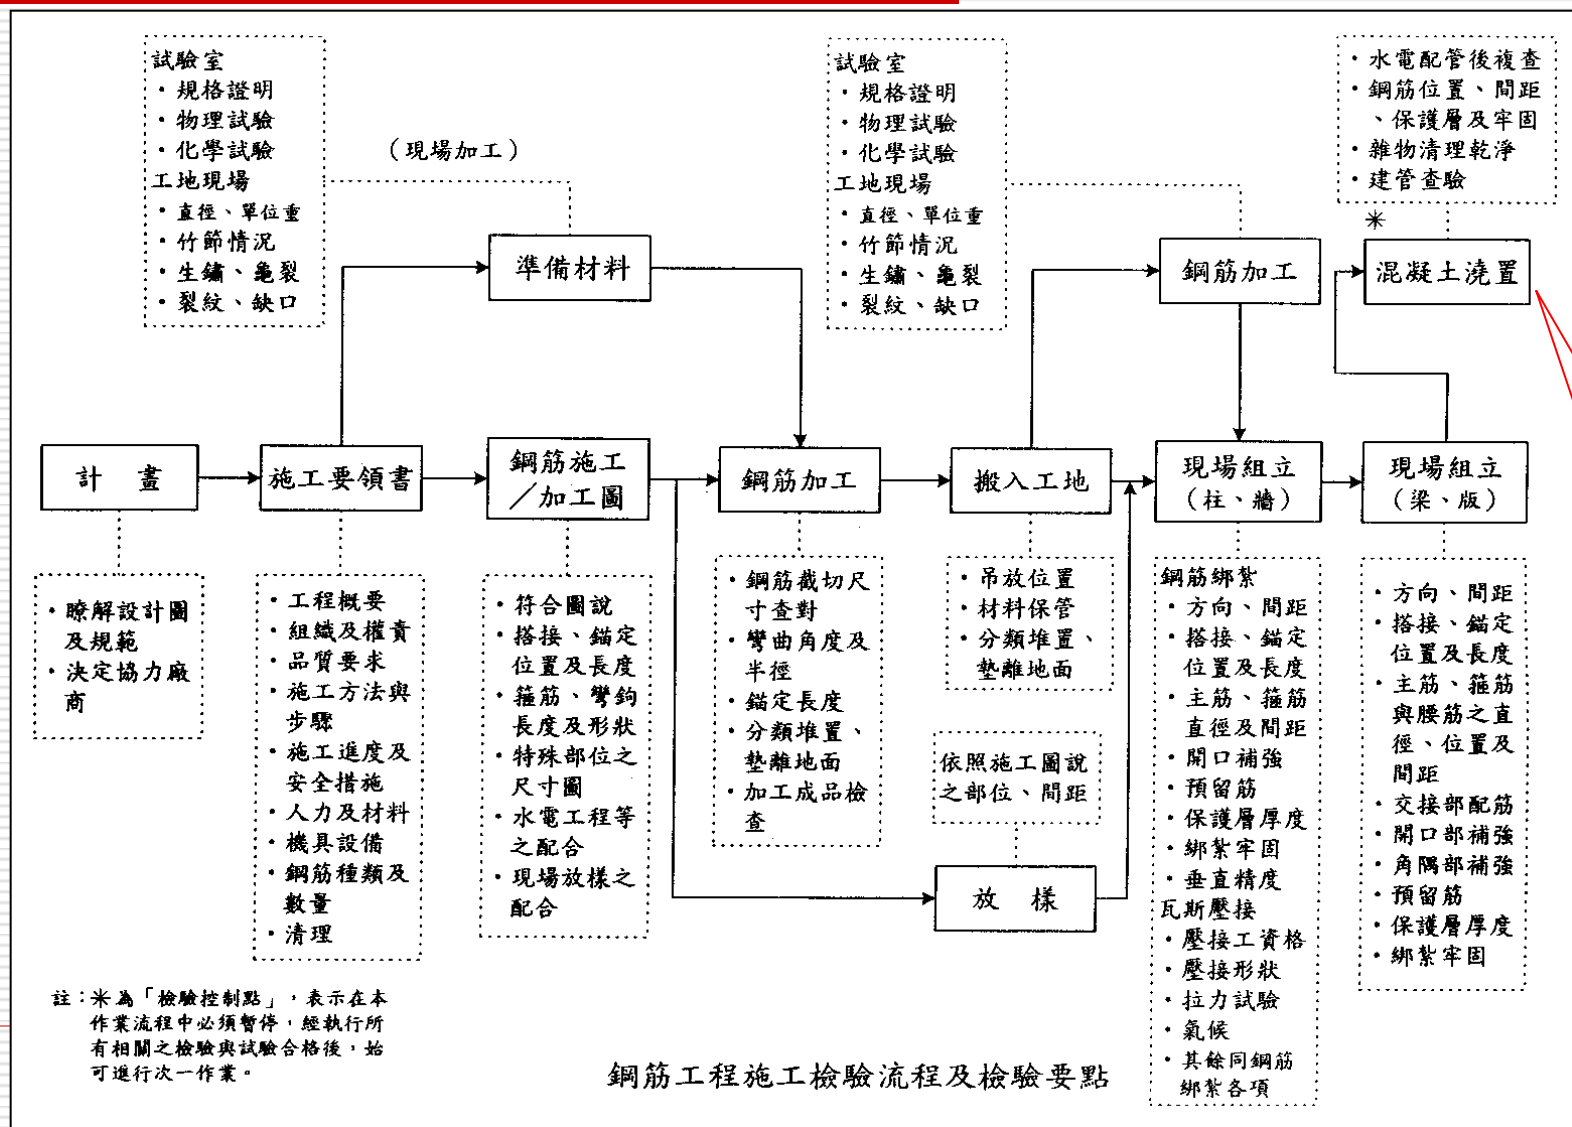 試驗室
・規格證明
・物理試驗
・化學試驗
工地現場
・直徑、單位重
・竹節情況
・生鏽、龜裂
・裂紋、缺口
(現場加工)
試驗室
・規格證明
・物理試驗
・化學試驗
工地現場
・直徑、單位重
・竹節情況
・生鏽、龜裂
・裂紋、缺口
・水電配管後複查
・鋼筋位置、間距
、保護層及牢固
・雜物清理乾淨
・建管查驗
＊
準備材料
鋼筋加工
混凝土澆置
計畫
施工要領書
鋼筋施工
／加工圖
鋼筋加工
搬入工地
現場組立
(柱、牆)
現場組立
(梁、版)
・瞭解設計圖
及規範
・決定協力廠
商
・工程概要
・組織及權責
・品質要求
・施工方法與
步驟
・施工進度及
安全措施
・人力及材料
・機具設備
・鋼筋種類及
數量
・清理
・符合圖說
・搭接、錨定
位置及長度
・箍筋、彎鉤
長度及形狀
・特殊部位之
尺寸圖
・水電工程等
之配合
・現場放樣之
配合
・鋼筋截切尺
寸查對
・彎曲角度及
半徑
・錨定長度
・分類堆置、
墊離地面
・加工成品檢
查
・吊放位置
・材料保管
・分類堆置、
墊離地面
依照施工圖說
之部位、間距
放樣
鋼筋綁紮
・方向、間距
・搭接、錨定
位置及長度
・主筋、箍筋
直徑及間距
・開口補強
・預留筋
・保護層厚度
・綁紮牢固
・垂直精度
瓦斯壓接
・壓接工資格
・壓接形狀
・拉力試驗
・氣候
・其餘同鋼筋
綁紮各項
・方向、間距
・搭接、錨定
位置及長度
・主筋、箍筋
與腰筋之直
徑、位置及
間距
・交接部配筋
・開口部補強
・角隅部補強
・預留筋
・保護層厚度
・綁紮牢固
註：＊為「檢驗控制點」，表示在本
作業流程中必須暫停，經執行所
有相關之檢驗與試驗合格後，始
可進行次一作業。
鋼筋工程施工檢驗流程及檢驗要點